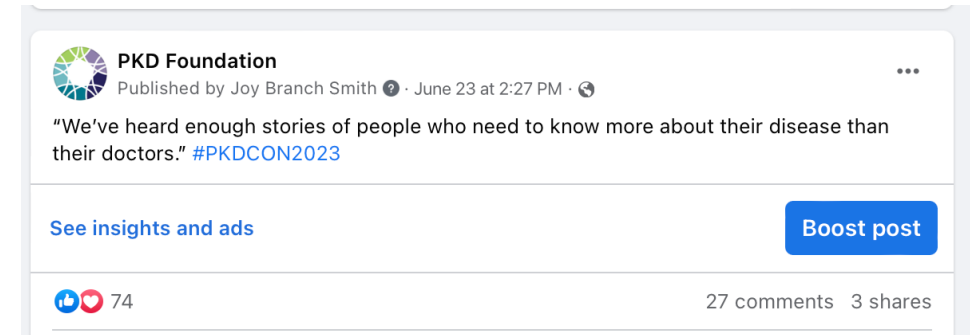 PKD Foundation
Published by Joy Branch Smith · June 23 at 2:27 PM ·
“We’ve heard enough stories of people who need to know more about their disease than
their doctors.” #PKDCON2023
See insights and ads
Boost post
74
27 comments 3 shares